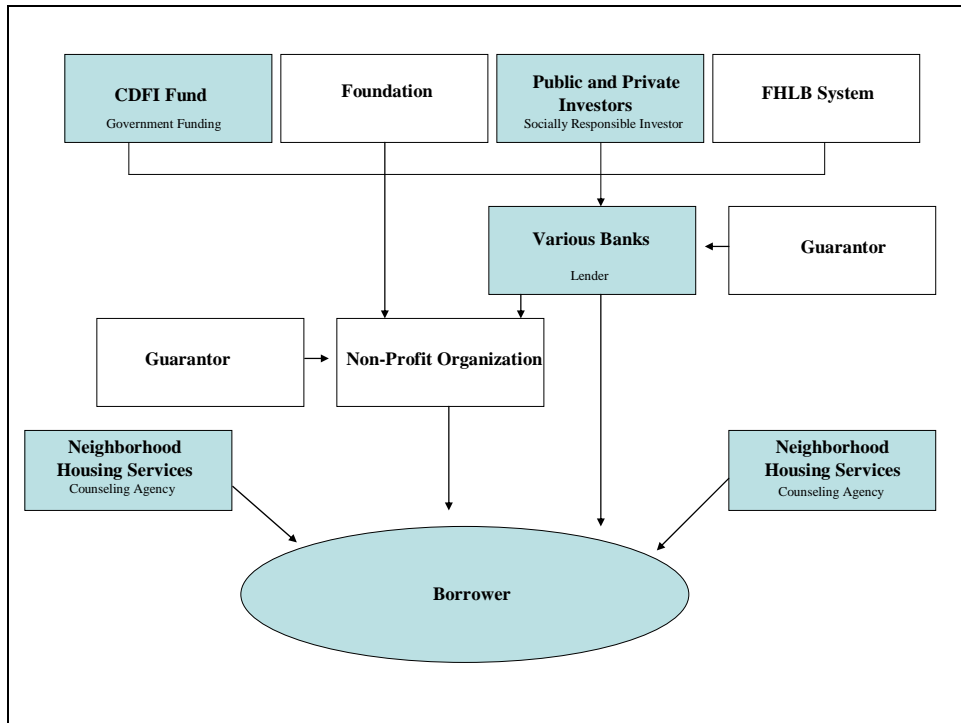 CDFI Fund
Government Funding
Foundation
Public and Private
Investors
Socially Responsible Investor
FHLB System
Various Banks
Lender
Guarantor
Guarantor
Non-Profit Organization
Neighborhood
Housing Services
Counseling Agency
Neighborhood
Housing Services
Counseling Agency
Borrower